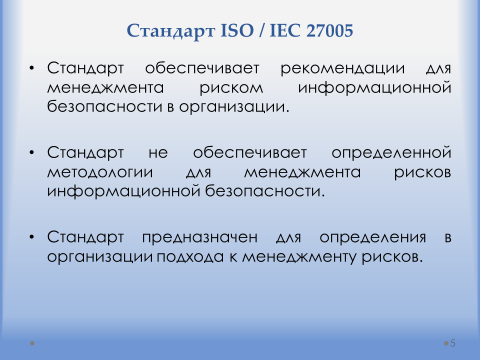 Стандарт ISO / IEC 27005
• Стандарт обеспечивает рекомендации для
менеджмента риском информационной
безопасности в организации.
• Стандарт не обеспечивает определенной
методологии для менеджмента рисков
информационной безопасности.
• Стандарт предназначен для определения в
организации подхода к менеджменту рисков.
5